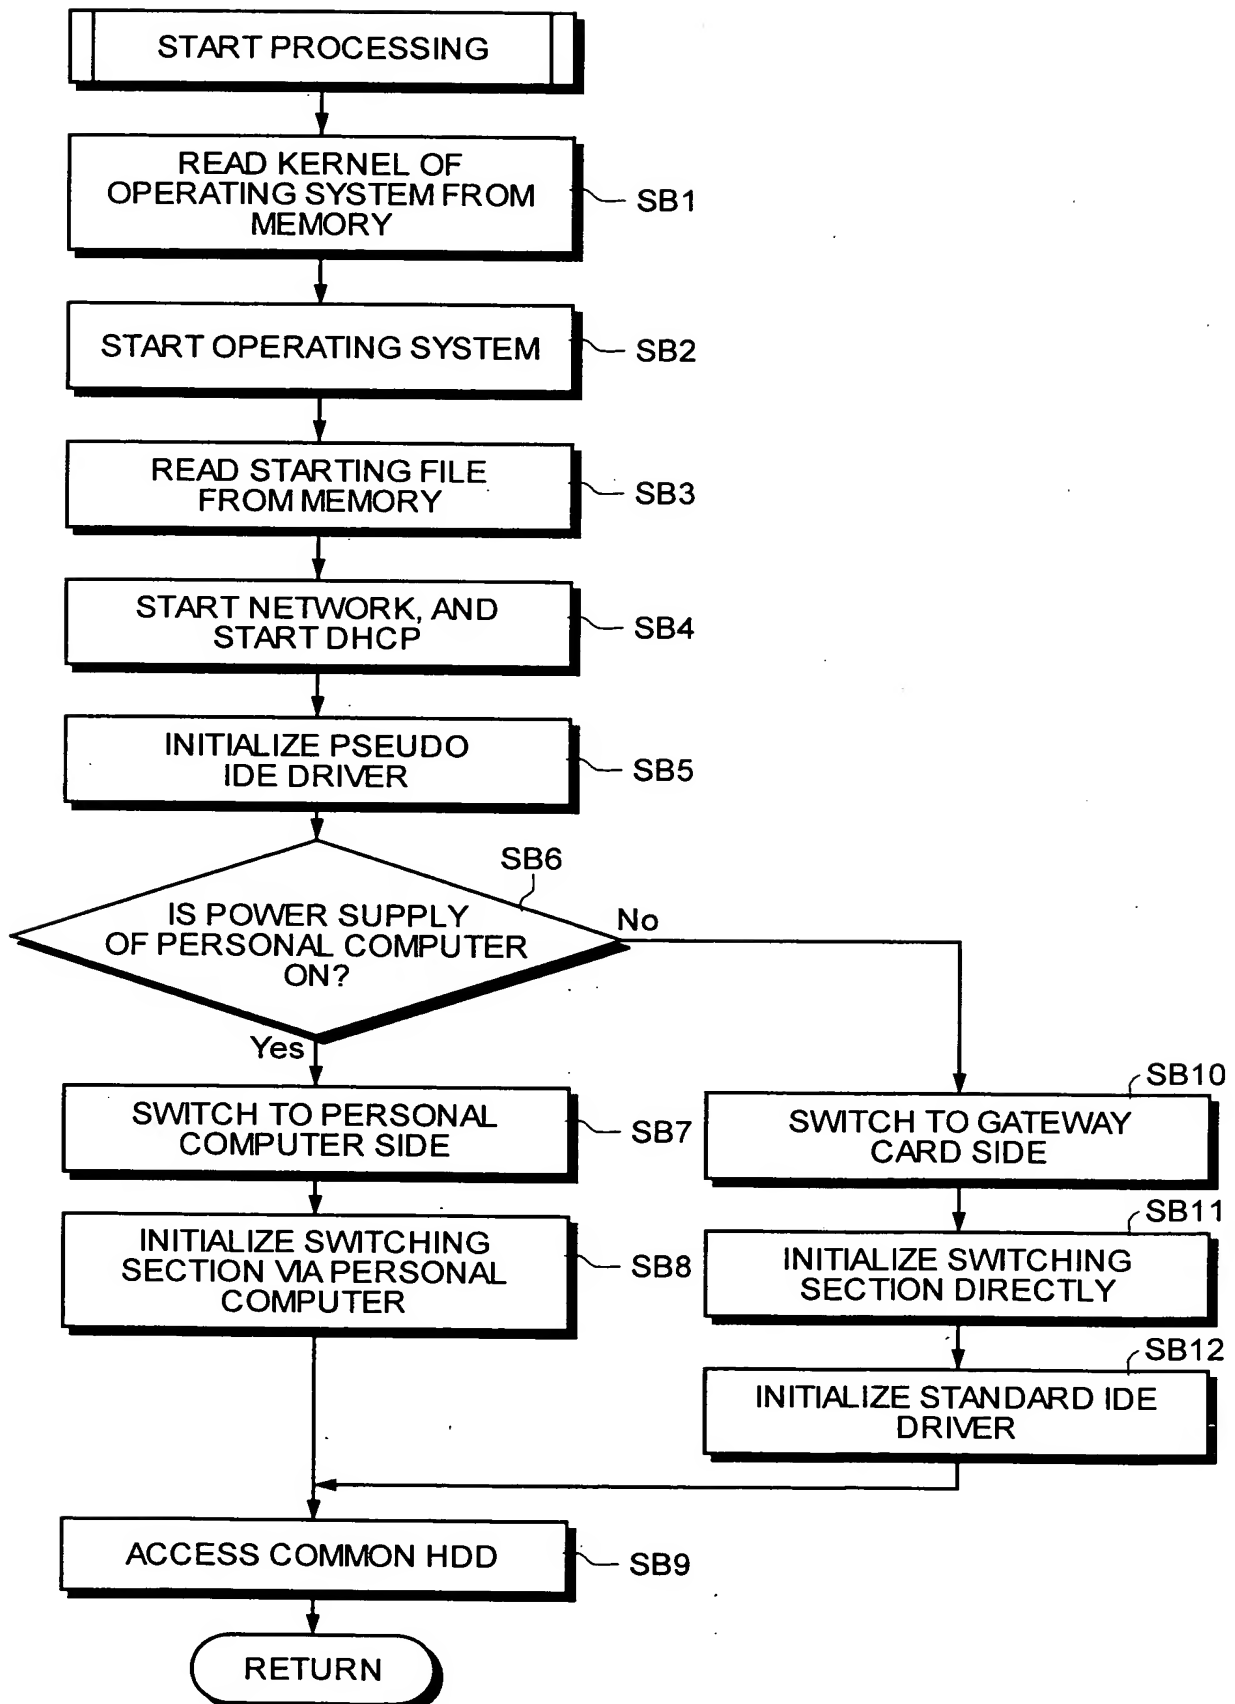 START PROCESSING
READ KERNEL OF
OPERATING SYSTEM FROM
MEMORY
SB1
START OPERATING SYSTEM
SB2
READ STARTING FILE
FROM MEMORY
SB3
START NETWORK, AND
START DHCP
SB4
INITIALIZE PSEUDO
IDE DRIVER
SB5
SB6
IS POWER SUPPLY
OF PERSONAL COMPUTER
ON?
No
Yes
SWITCH TO PERSONAL
COMPUTER SIDE
SB7
INITIALIZE SWITCHING
SECTION VIA PERSONAL
COMPUTER
SB8
SB10
SWITCH TO GATEWAY
CARD SIDE
SB11
INITIALIZE SWITCHING
SECTION DIRECTLY
SB12
INITIALIZE STANDARD IDE
DRIVER
ACCESS COMMON HDD
SB9
RETURN